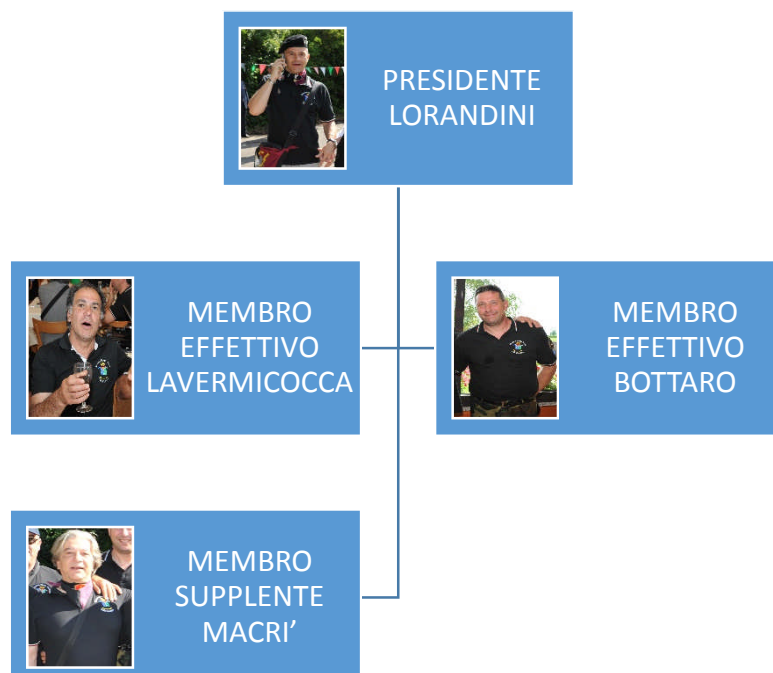 PRESIDENTE
LORANDINI
MEMBRO
EFFETTIVO
LAVERMICOCCA
MEMBRO
EFFETTIVO
BOTTARO
MEMBRO
SUPPLENTE
MACRI’